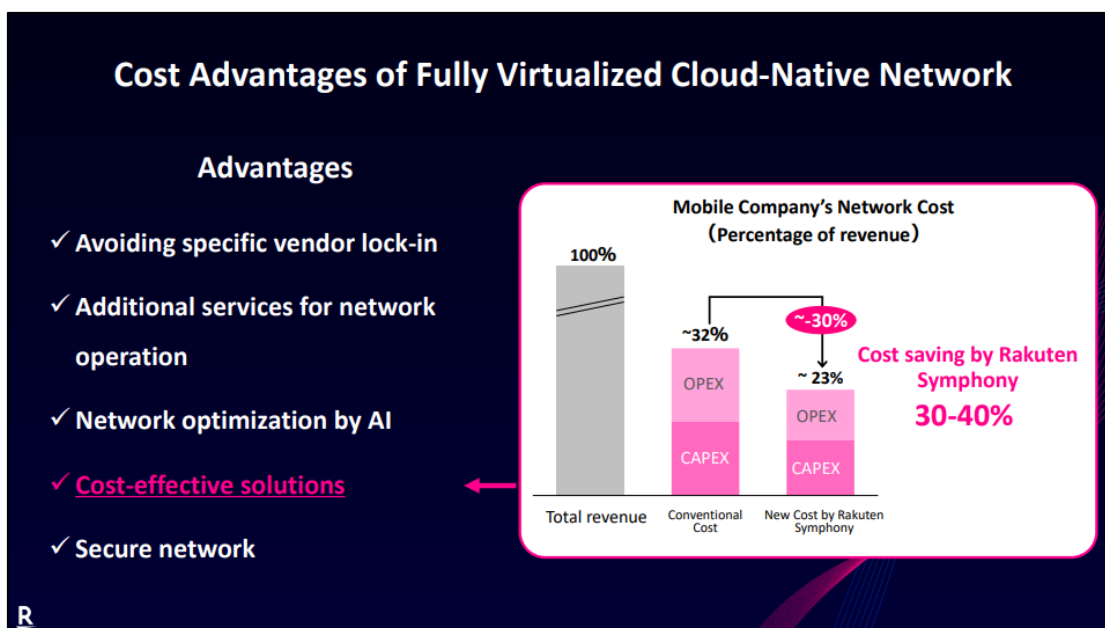 Cost Advantages of Fully Virtualized Cloud-Native Network
Advantages
✓ Avoiding specific vendor lock-in
✓ Additional services for network
operation
✓ Network optimization by AI
✓ Cost-effective solutions
✓ Secure network
Mobile Company's Network Cost
(Percentage of revenue)
100%
~32%
~-30%
~ 23%
OPEX
CAPEX
OPEX
CAPEX
Total revenue
Conventional
Cost
New Cost by Rakuten
Symphony
Cost saving by Rakuten
Symphony
30-40%
R